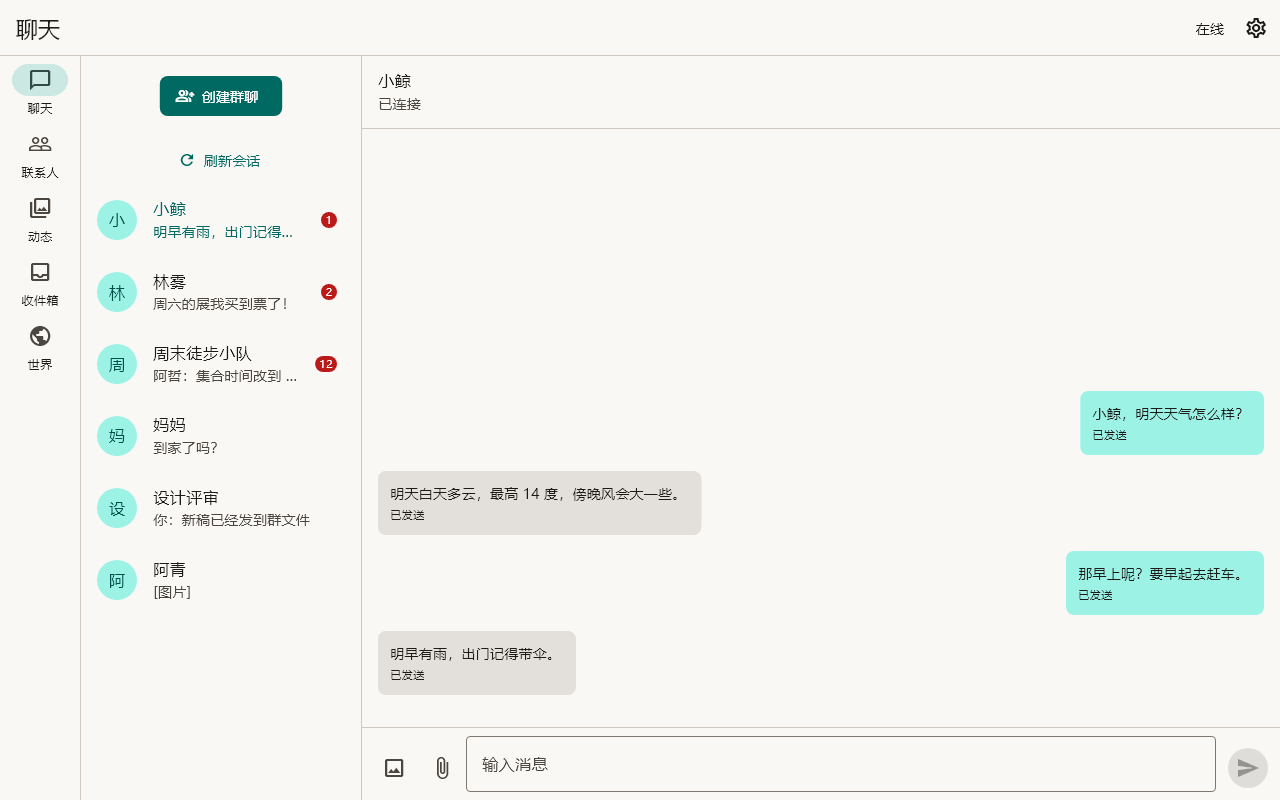 聊天
在线
聊天
联系人
动态
收件箱
世界
创建群聊
刷新会话
小
小鲸
明早有雨，出门记得...
1
林
林雾
周六的展我买到票了！
2
周
周末徒步小队
阿哲：集合时间改到 ...
12
妈
妈妈
到家了吗？
设
设计评审
你：新稿已经发到群文件
阿
阿青
[图片]
小鲸
已连接
小鲸，明天天气怎么样？
已发送
明天白天多云，最高 14 度，傍晚风会大一些。
已发送
那早上呢？要早起去赶车。
已发送
明早有雨，出门记得带伞。
已发送
输入消息